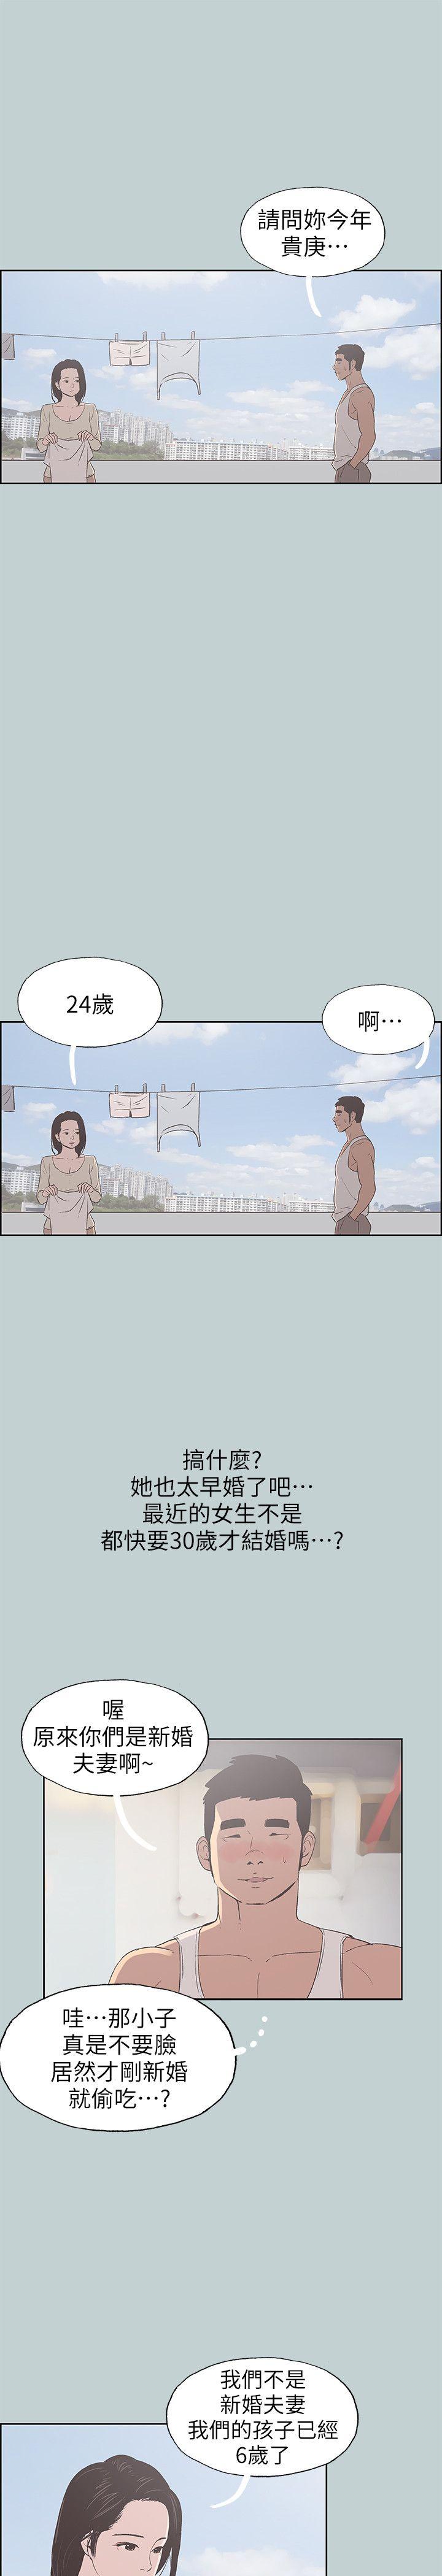 請問妳今年
貴庚…
24歲
啊…
搞什麼?
她也太早婚了吧…
最近的女生不是
都快要30歲才結婚嗎…?
喔
原來你們是新婚
夫妻啊~
哇…那小子
真是不要臉
居然才剛新婚
就偷吃…?
我們不是
新婚夫妻
我們的孩子已經
6歲了